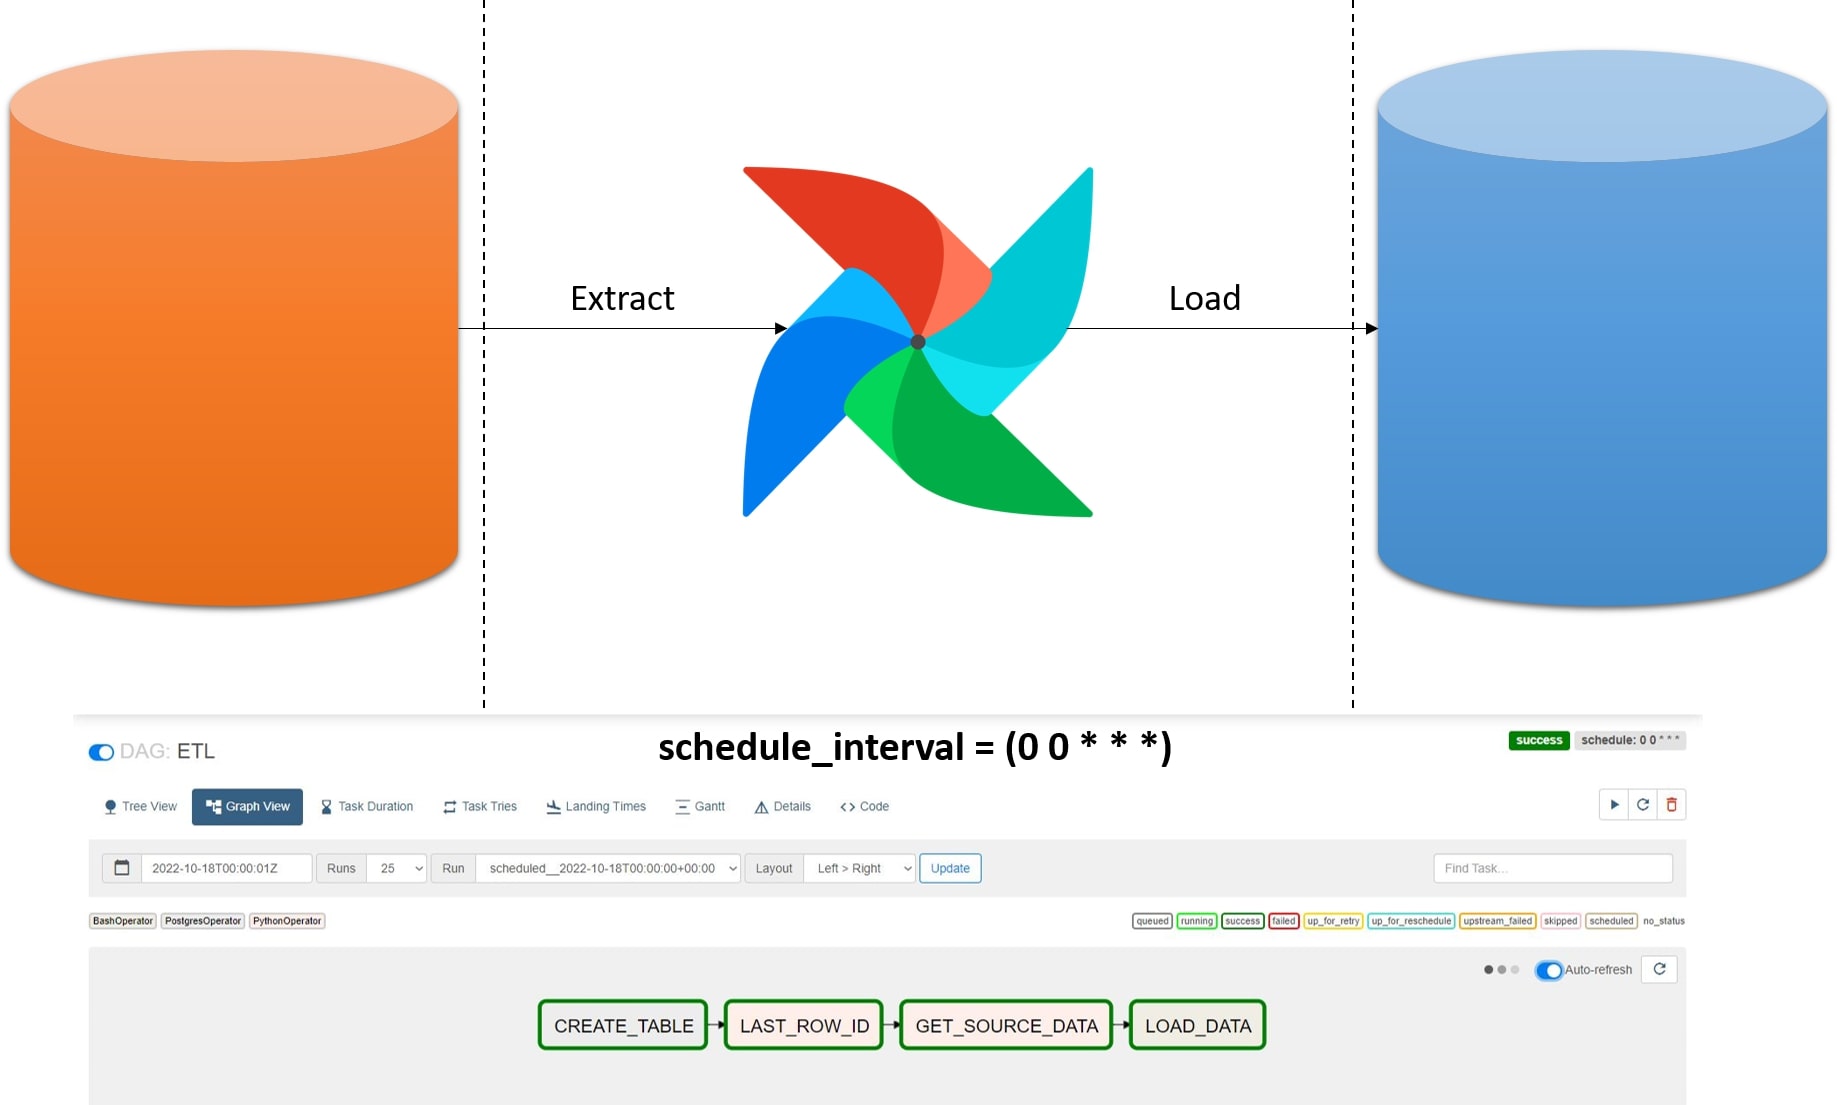 Extract
Load
schedule_interval = (0 0 * * *)
DAG: ETL
success
schedule: 0 0 * * *
Tree View
Graph View
Task Duration
Task Tries
Landing Times
Gantt
Details
Code
2022-10-18T00:00:01Z
Runs
25
Run
scheduled__2022-10-18T00:00:00+00:00
Layout
Left > Right
Update
Find Task...
BashOperator
PostgresOperator
PythonOperator
queued
running
success
failed
up_for_retry
up_for_reschedule
upstream_failed
skipped
scheduled
no_status
Auto-refresh
CREATE_TABLE
LAST_ROW_ID
GET_SOURCE_DATA
LOAD_DATA